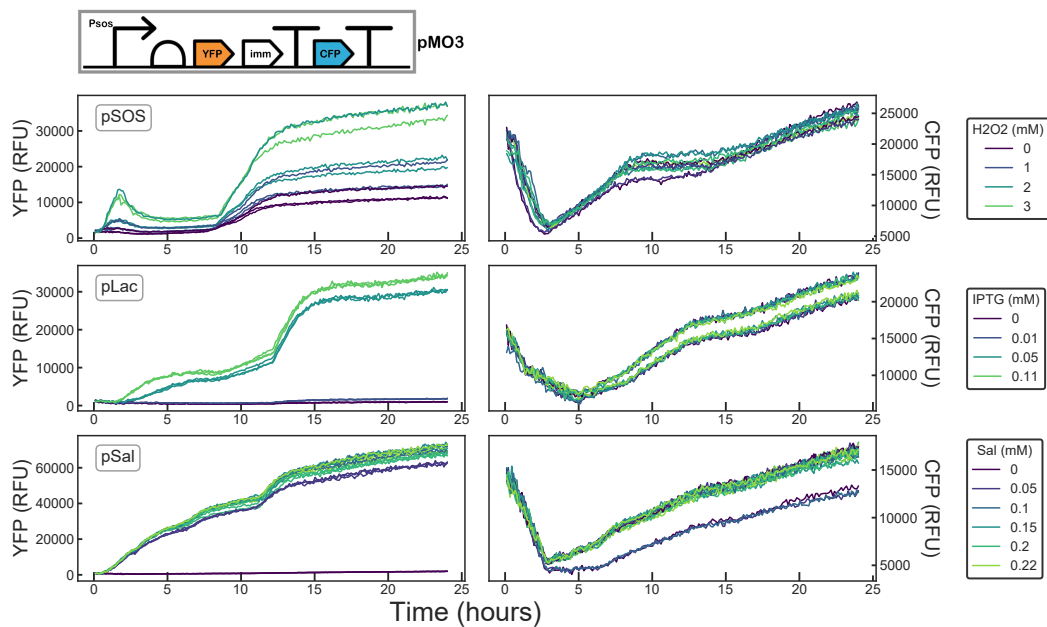 Psos
YFP
imm
CFP
pMO3
pSOS
YFP (RFU)
30000
20000
10000
0
0 5 10 15 20 25
CFP (RFU)
25000
20000
15000
10000
5000
0 5 10 15 20 25
H2O2 (mM)
0
1
2
3
pLac
YFP (RFU)
30000
20000
10000
0
0 5 10 15 20 25
CFP (RFU)
20000
15000
10000
0 5 10 15 20 25
IPTG (mM)
0
0.01
0.05
0.11
pSal
YFP (RFU)
60000
40000
20000
0
0 5 10 15 20 25
CFP (RFU)
15000
10000
5000
0 5 10 15 20 25
Sal (mM)
0
0.05
0.1
0.15
0.2
0.22
Time (hours)